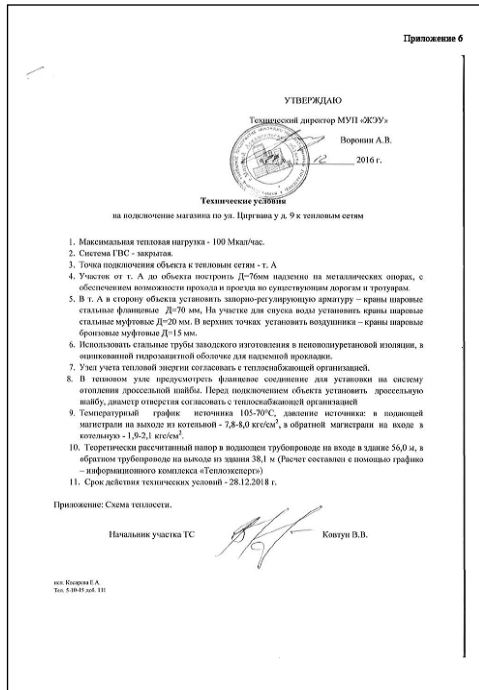 Приложение 6
УТВЕРЖДАЮ
Технический директор МУП «ЖЭУ»
Воронин А.В.
12 2016 г.
Технические условия
на подключение магазина по ул. Циргвава у д. 9 к тепловым сетям
1. Максимальная тепловая нагрузка - 100 Мкал/час.
2. Система ГВС - закрытая.
3. Точка подключения объекта к тепловым сетям - т. А
4. Участок от т. А до объекта построить Д=76мм надземно на металлических опорах, с
обеспечением возможности прохода и проезда по существующим дорогам и тротуарам.
5. В т. А в сторону объекта установить запорно-регулирующую арматуру – краны шаровые
стальные фланцевые Д=70 мм, На участке для спуска воды установить краны шаровые
стальные муфтовые Д=20 мм. В верхних точках установить воздушники – краны шаровые
бронзовые муфтовые Д=15 мм.
6. Использовать стальные трубы заводского изготовления в пенополиуретановой изоляции, в
оцинкованной гидрозащитной оболочке для надземной прокладки.
7. Узел учета тепловой энергии согласовать с теплоснабжающей организацией.
8. В тепловом узле предусмотреть фланцевое соединение для установки на систему
отопления дроссельной шайбы. Перед подключением объекта установить дроссельную
шайбу, диаметр отверстия согласовать с теплоснабжающей организацией
9. Температурный график источника 105-70°С, давление источника: в подающей
магистрали на выходе из котельной - 7,8-8,0 кгс/см², в обратной магистрали на входе в
котельную - 1,9-2,1 кгс/см².
10. Теоретически рассчитанный напор в подающем трубопроводе на входе в здание 56,0 м, в
обратном трубопроводе на выходе из здания 38,1 м (Расчет составлен с помощью графико
– информационного комплекса «Теплоэксперт»)
11. Срок действия технических условий - 28.12.2018 г.
Приложение: Схема теплосети.
Начальник участка ТС Ковтун В.В.
исп. Косарева Е.А.
Тел. 5-10-05 доб. 111